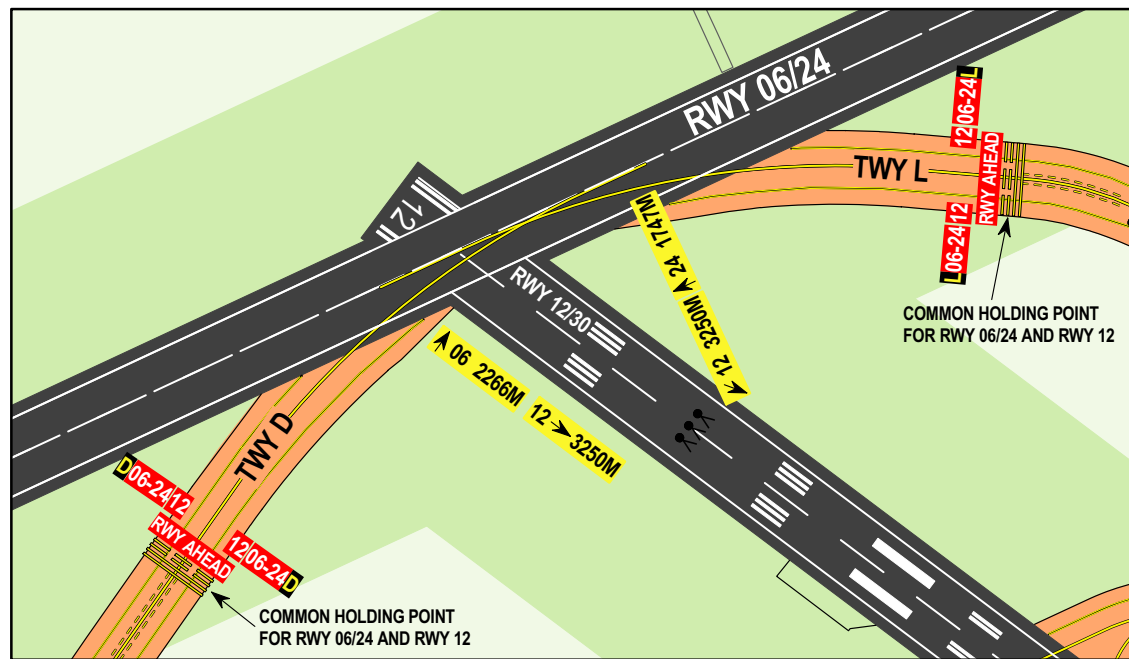 RWY 06/24
12 06-24 L
TWY L
RWY AHEAD
L 06-24 12
12
RWY 12/30
12 3250M 24 1747M
COMMON HOLDING POINT
FOR RWY 06/24 AND RWY 12
06 2266M
12 3250M
TWY D
D 06-24 12
RWY AHEAD
12 06-24 D
COMMON HOLDING POINT
FOR RWY 06/24 AND RWY 12